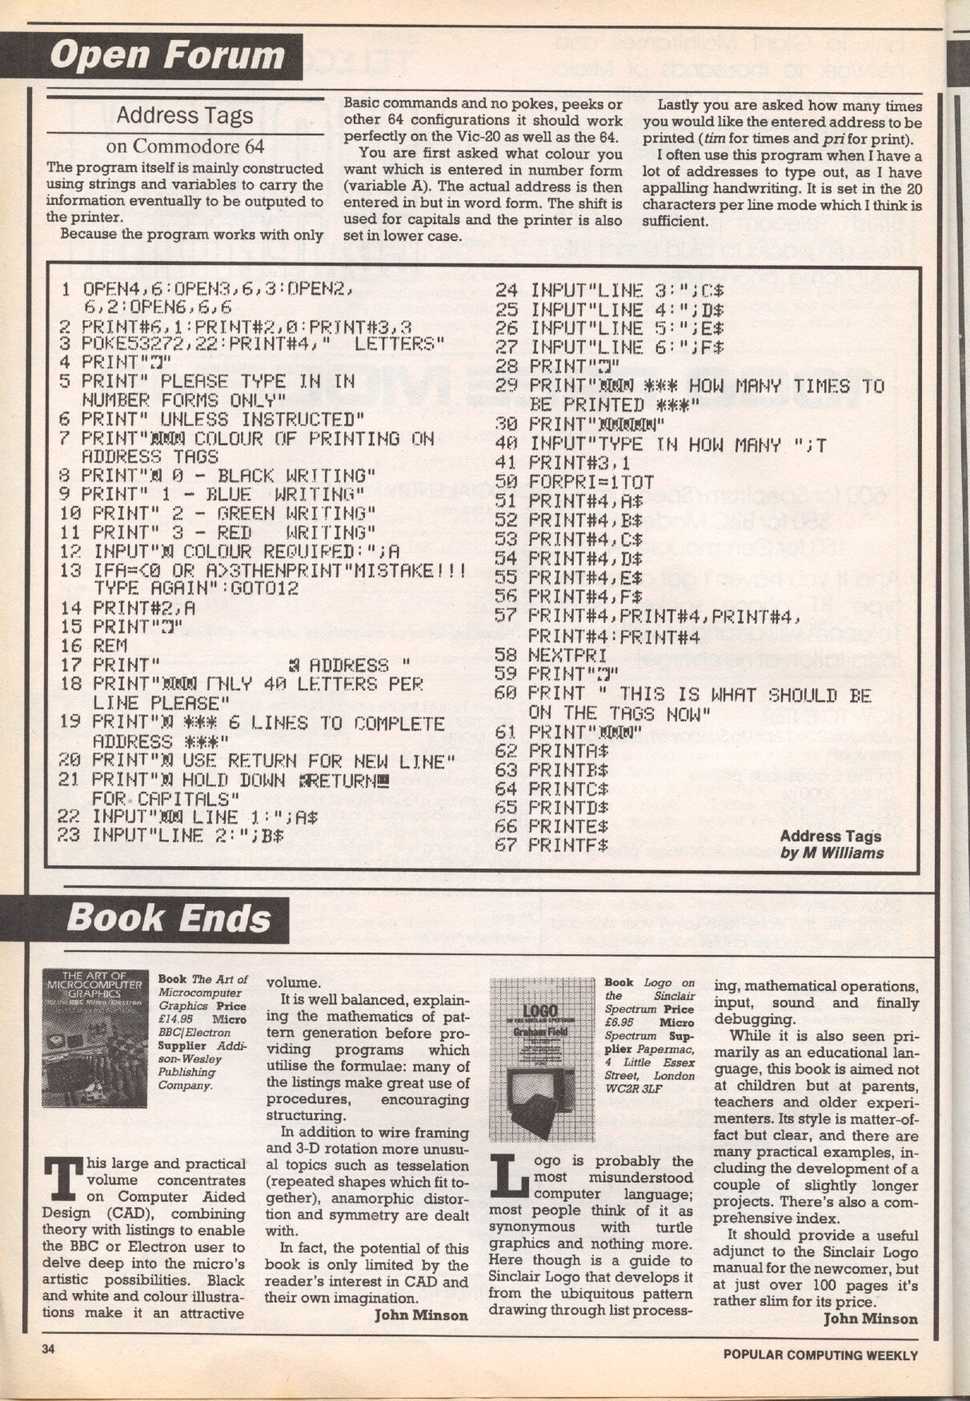 Open Forum
Address Tags
on Commodore 64
The program itself is mainly constructed
using strings and variables to carry the
information eventually to be outputed to
the printer.
Because the program works with only
Basic commands and no pokes, peeks or
other 64 configurations it should work
perfectly on the Vic-20 as well as the 64.
You are first asked what colour you
want which is entered in number form
(variable A). The actual address is then
entered in but in word form. The shift is
used for capitals and the printer is also
set in lower case.
Lastly you are asked how many times
you would like the entered address to be
printed (tim for times and pri for print).
I often use this program when I have a
lot of addresses to type out, as I have
appalling handwriting. It is set in the 20
characters per line mode which I think is
sufficient.
1 OPEN4,6:OPEN3,6,3:OPEN2,
6,2:OPEN6,6,6
2 PRINT#6,1:PRINT#2,0:PRINT#3,3
3 POKE53272,22:PRINT#4,"  LETTERS"
4 PRINT""
5 PRINT" PLEASE TYPE IN IN
NUMBER FORMS ONLY"
6 PRINT" UNLESS INSTRUCTED"
7 PRINT" COLOUR OF PRINTING ON
ADDRESS TAGS
8 PRINT" 0 - BLACK WRITING"
9 PRINT" 1 - BLUE  WRITING"
10 PRINT" 2 - GREEN WRITING"
11 PRINT" 3 - RED   WRITING"
12 INPUT" COLOUR REQUIRED:";A
13 IFA=<0 OR A>3THENPRINT"MISTAKE!!!
TYPE AGAIN":GOTO12
14 PRINT#2,A
15 PRINT""
16 REM
17 PRINT"            ADDRESS "
18 PRINT" ONLY 40 LETTERS PER
LINE PLEASE"
19 PRINT" *** 6 LINES TO COMPLETE
ADDRESS ***"
20 PRINT" USE RETURN FOR NEW LINE"
21 PRINT" HOLD DOWN RETURN
FOR CAPITALS"
22 INPUT" LINE 1:";A$
23 INPUT"LINE 2:";B$
24 INPUT"LINE 3:";C$
25 INPUT"LINE 4:";D$
26 INPUT"LINE 5:";E$
27 INPUT"LINE 6:";F$
28 PRINT""
29 PRINT" *** HOW MANY TIMES TO
BE PRINTED ***"
30 PRINT""
40 INPUT"TYPE IN HOW MANY ";T
41 PRINT#3,1
50 FORPRI=1TOT
51 PRINT#4,A$
52 PRINT#4,B$
53 PRINT#4,C$
54 PRINT#4,D$
55 PRINT#4,E$
56 PRINT#4,F$
57 PRINT#4,PRINT#4,PRINT#4,
PRINT#4:PRINT#4
58 NEXTPRI
59 PRINT""
60 PRINT " THIS IS WHAT SHOULD BE
ON THE TAGS NOW"
61 PRINT""
62 PRINTA$
63 PRINTB$
64 PRINTC$
65 PRINTD$
66 PRINTE$
67 PRINTF$
Address Tags
by M Williams
Book Ends
THE ART OF
MICROCOMPUTER
GRAPHICS
Book The Art of
Microcomputer
Graphics Price
£14.95 Micro
BBC/Electron
Supplier Addi-
son-Wesley
Publishing
Company.
This large and practical
volume concentrates
on Computer Aided
Design (CAD), combining
theory with listings to enable
the BBC or Electron user to
delve deep into the micro's
artistic possibilities. Black
and white and colour illustra-
tions make it an attractive
volume.
It is well balanced, explain-
ing the mathematics of pat-
tern generation before pro-
viding programs which
utilise the formulae: many of
the listings make great use of
procedures, encouraging
structuring.
In addition to wire framing
and 3-D rotation more unusu-
al topics such as tesselation
(repeated shapes which fit to-
gether), anamorphic distor-
tion and symmetry are dealt
with.
In fact, the potential of this
book is only limited by the
reader's interest in CAD and
their own imagination.
John Minson
LOGO
Graham Field
Book Logo on
the Sinclair
Spectrum Price
£6.95 Micro
Spectrum Sup-
plier Papermac,
4 Little Essex
Street, London
WC2R 3LF
Logo is probably the
most misunderstood
computer language;
most people think of it as
synonymous with turtle
graphics and nothing more.
Here though is a guide to
Sinclair Logo that develops it
from the ubiquitous pattern
drawing through list process-
ing, mathematical operations,
input, sound and finally
debugging.
While it is also seen pri-
marily as an educational lan-
guage, this book is aimed not
at children but at parents,
teachers and older experi-
menters. Its style is matter-of-
fact but clear, and there are
many practical examples, in-
cluding the development of a
couple of slightly longer
projects. There's also a com-
prehensive index.
It should provide a useful
adjunct to the Sinclair Logo
manual for the newcomer, but
at just over 100 pages it's
rather slim for its price.
John Minson
34
POPULAR COMPUTING WEEKLY